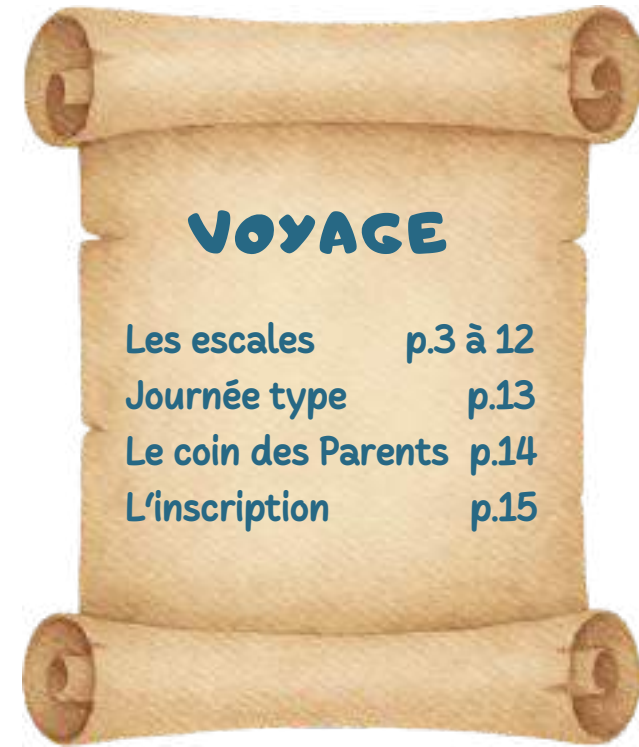 VOYAGE
Les escales p.3 à 12
Journée type p.13
Le coin des Parents p.14
L'inscription p.15